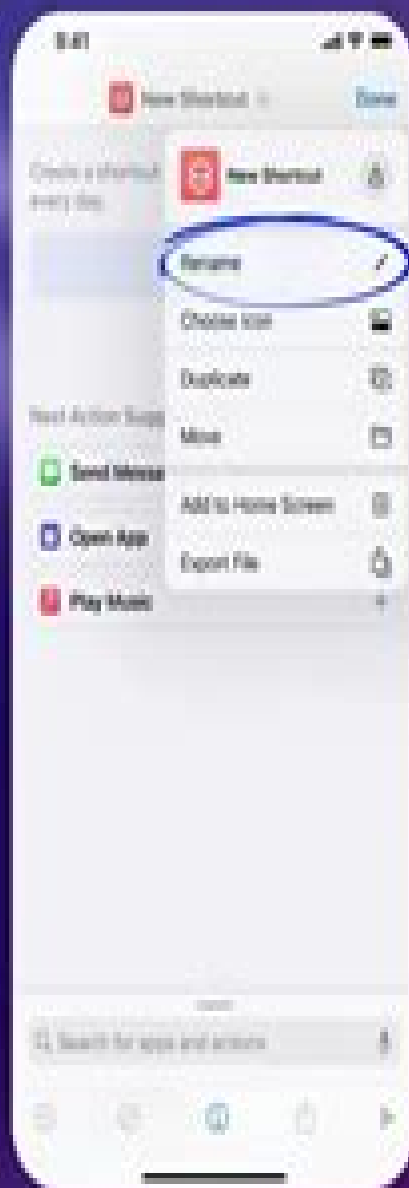 9:41
New Shortcut
Done
Create a shortcut
every day.
New Shortcut
Rename
Choose Icon
Duplicate
Next Action Sugg
Move
Send Messa
Add to Home Screen
Open App
Export File
Play Music
Search for apps and actions